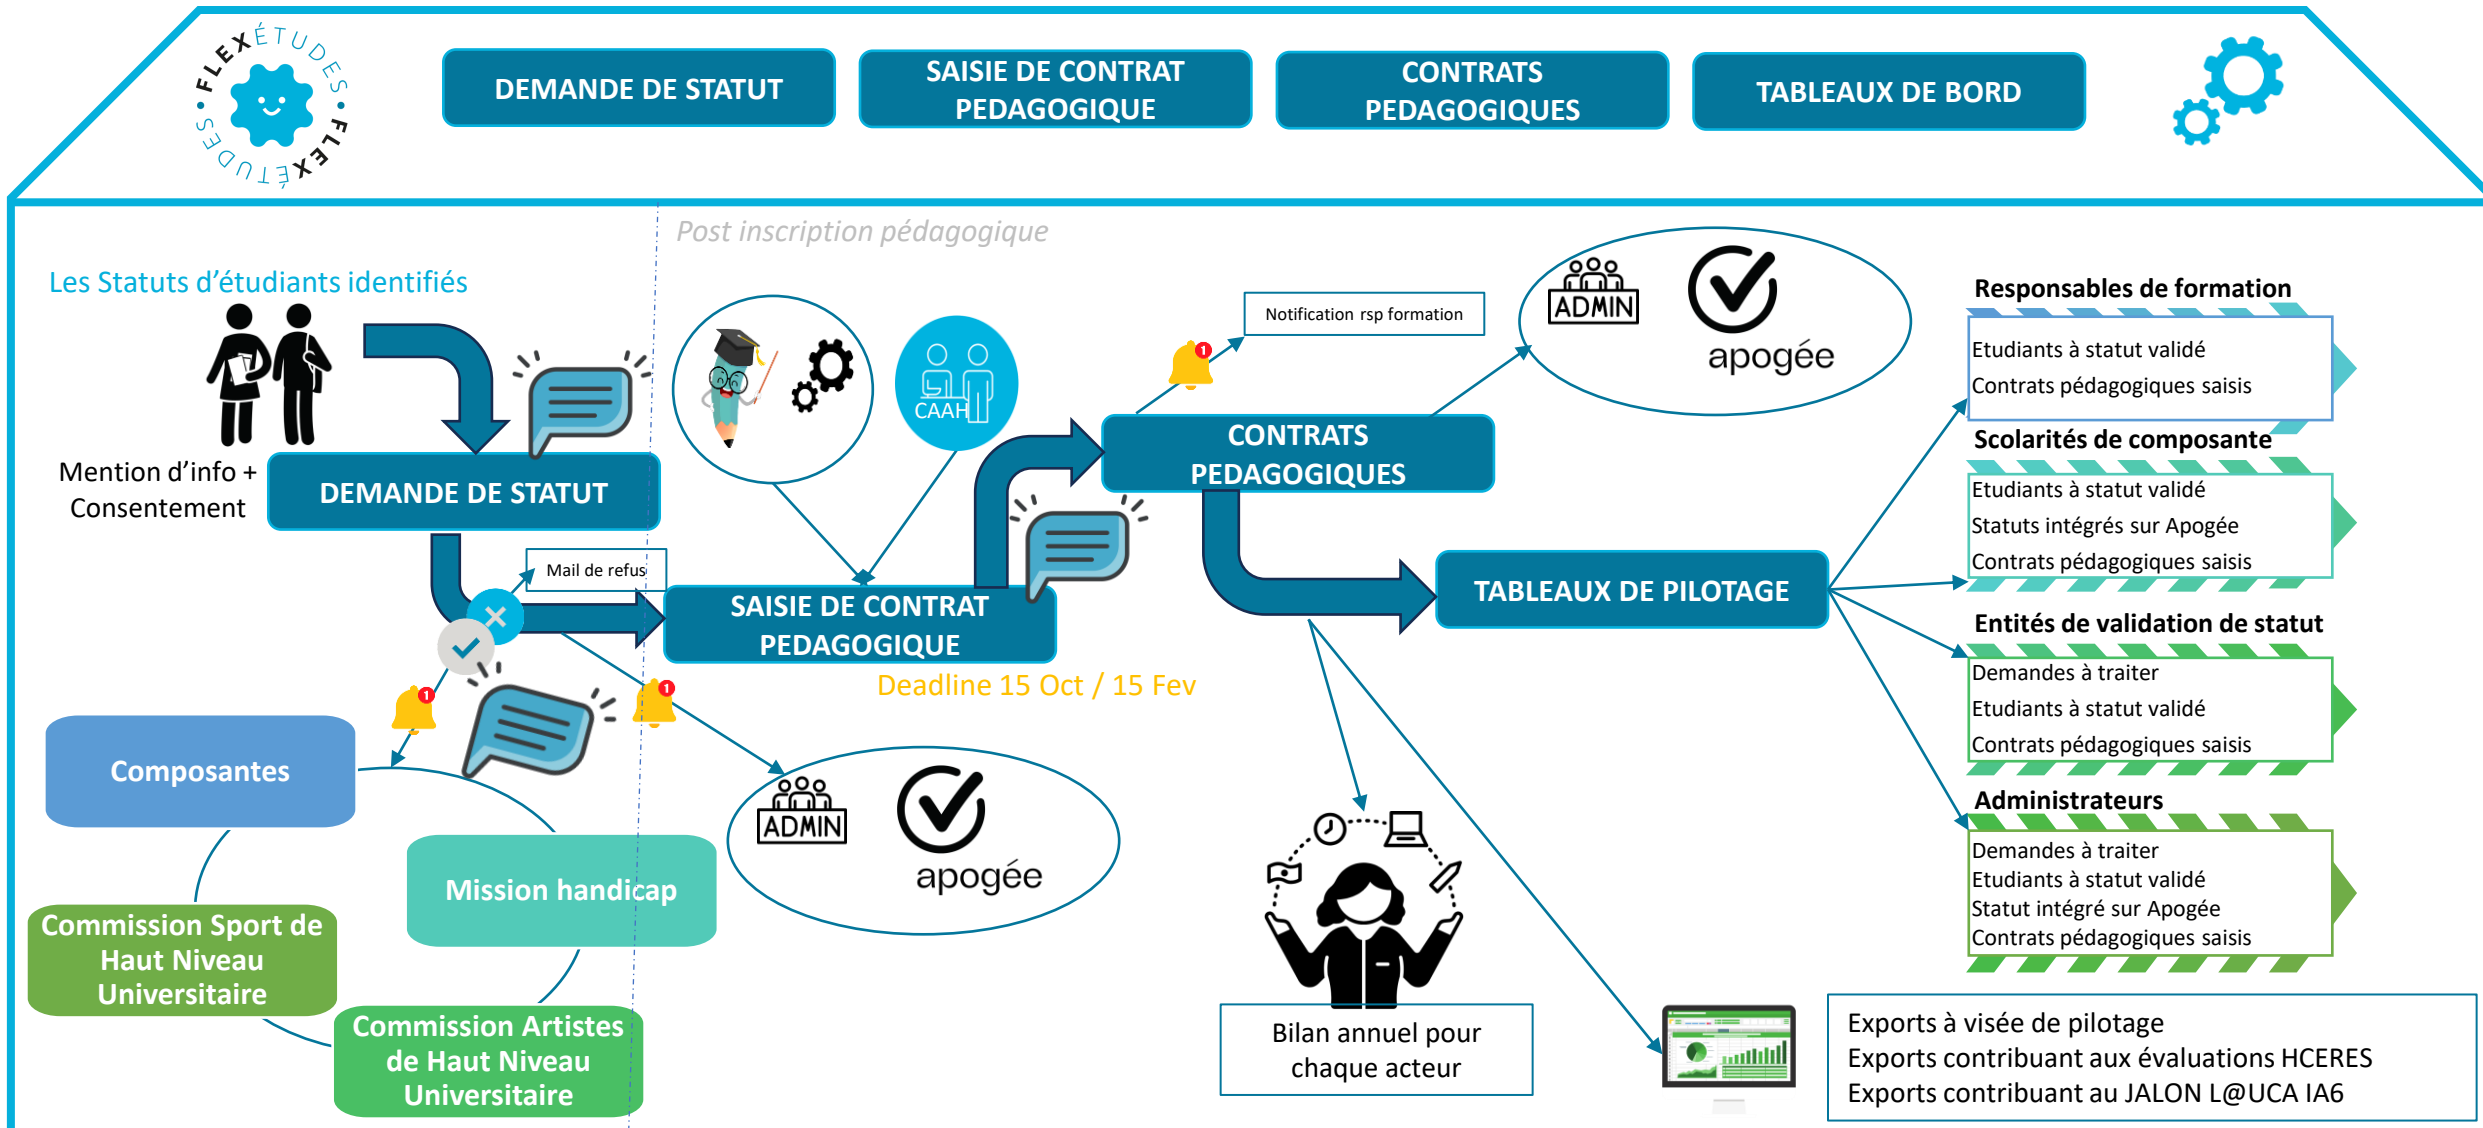 FLEXÉTUDES • FLEXÉTUDES •
DEMANDE DE STATUT
SAISIE DE CONTRAT
PEDAGOGIQUE
CONTRATS
PEDAGOGIQUES
TABLEAUX DE BORD
Post inscription pédagogique
Les Statuts d'étudiants identifiés
Mention d'info +
Consentement
DEMANDE DE STATUT
Mail de refus
CAAH
SAISIE DE CONTRAT
PEDAGOGIQUE
Deadline 15 Oct / 15 Fev
1
1
Composantes
Mission handicap
Commission Sport de
Haut Niveau
Universitaire
Commission Artistes
de Haut Niveau
Universitaire
ADMIN
apogée
1
Notification rsp formation
CONTRATS
PEDAGOGIQUES
ADMIN
apogée
TABLEAUX DE PILOTAGE
Bilan annuel pour
chaque acteur
Responsables de formation
Etudiants à statut validé
Contrats pédagogiques saisis
Scolarités de composante
Etudiants à statut validé
Statuts intégrés sur Apogée
Contrats pédagogiques saisis
Entités de validation de statut
Demandes à traiter
Etudiants à statut validé
Contrats pédagogiques saisis
Administrateurs
Demandes à traiter
Etudiants à statut validé
Statut intégré sur Apogée
Contrats pédagogiques saisis
Exports à visée de pilotage
Exports contribuant aux évaluations HCERES
Exports contribuant au JALON L@UCA IA6